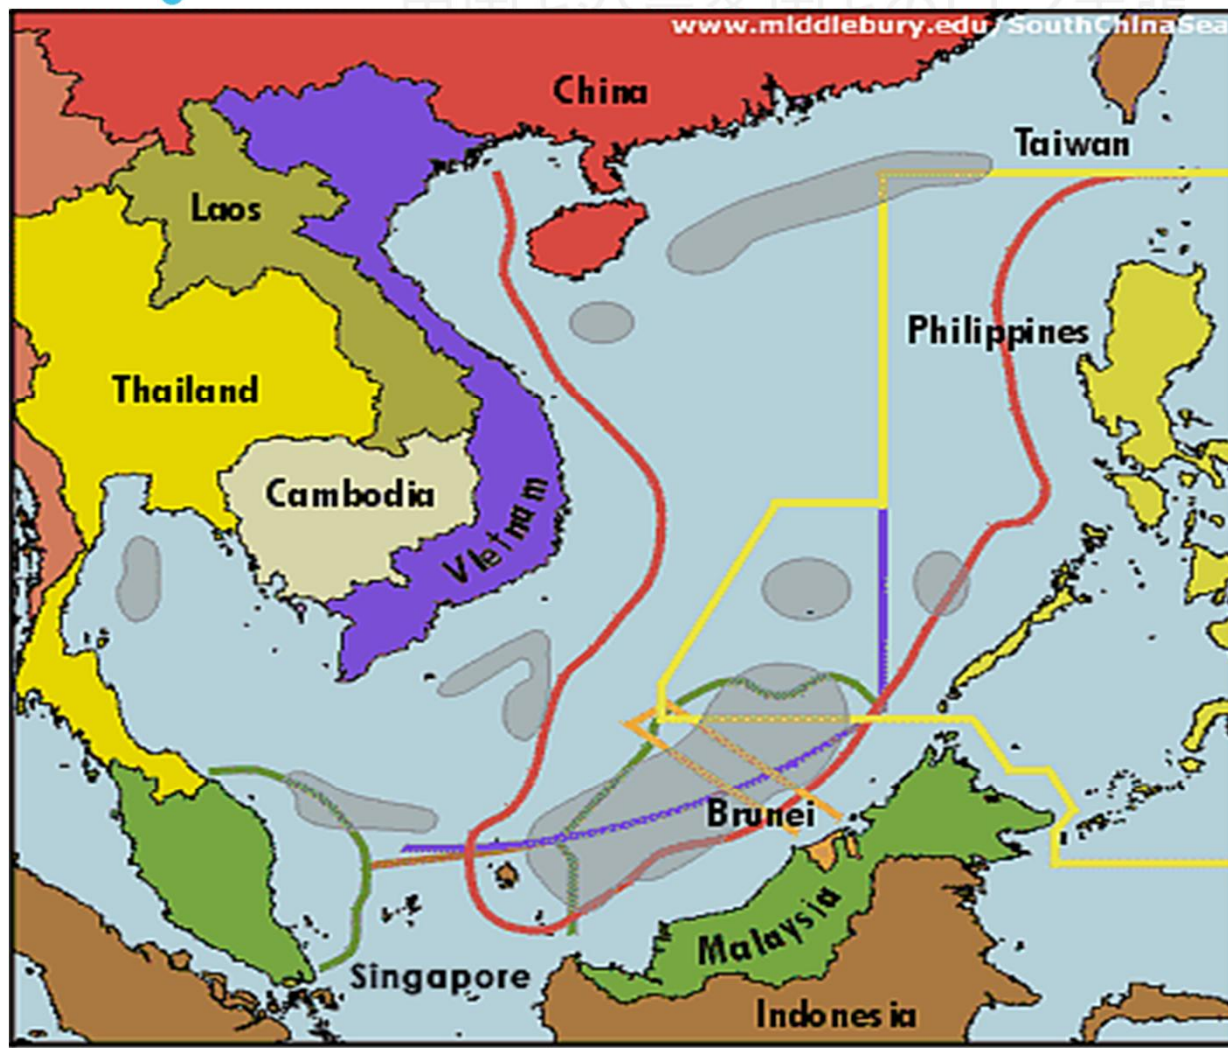 www.middlebury.edu/SouthChinaSea
China
Taiwan
Laos
Philippines
Thailand
Cambodia
Vietnam
Brunei
Malaysia
Singapore
Indonesia